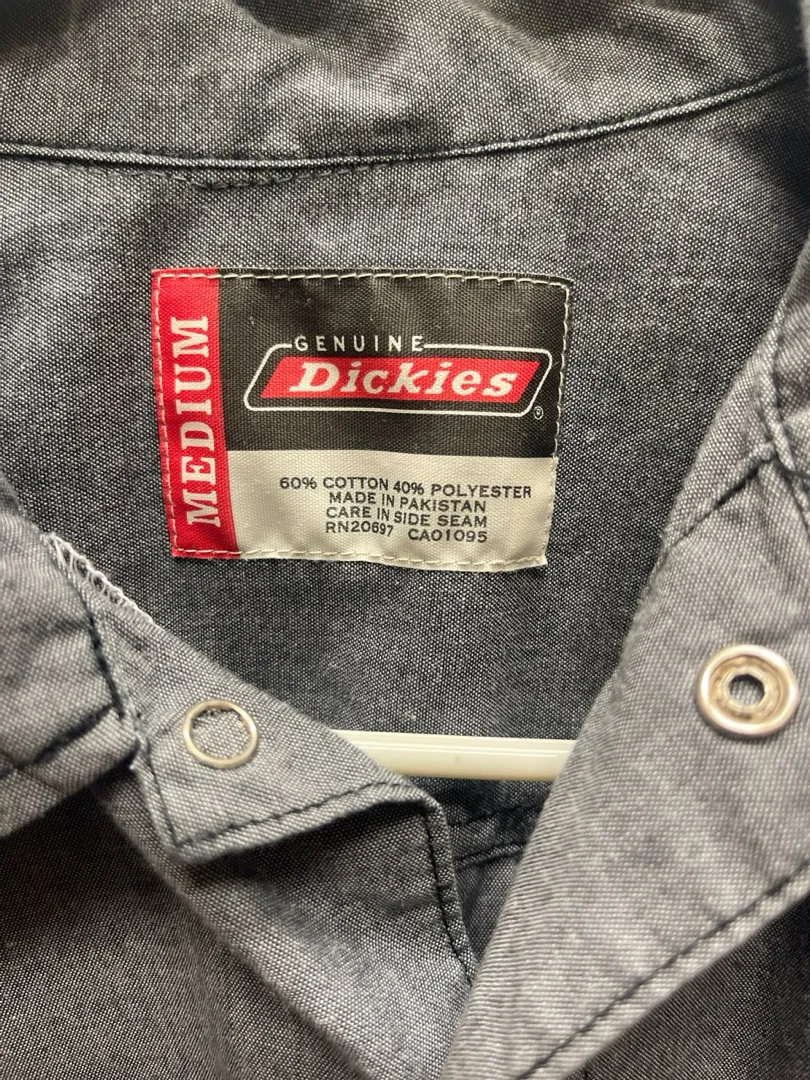 MEDIUM
GENUINE
Dickies
®
60% COTTON 40% POLYESTER
MADE IN PAKISTAN
CARE IN SIDE SEAM
RN20697 CA01095